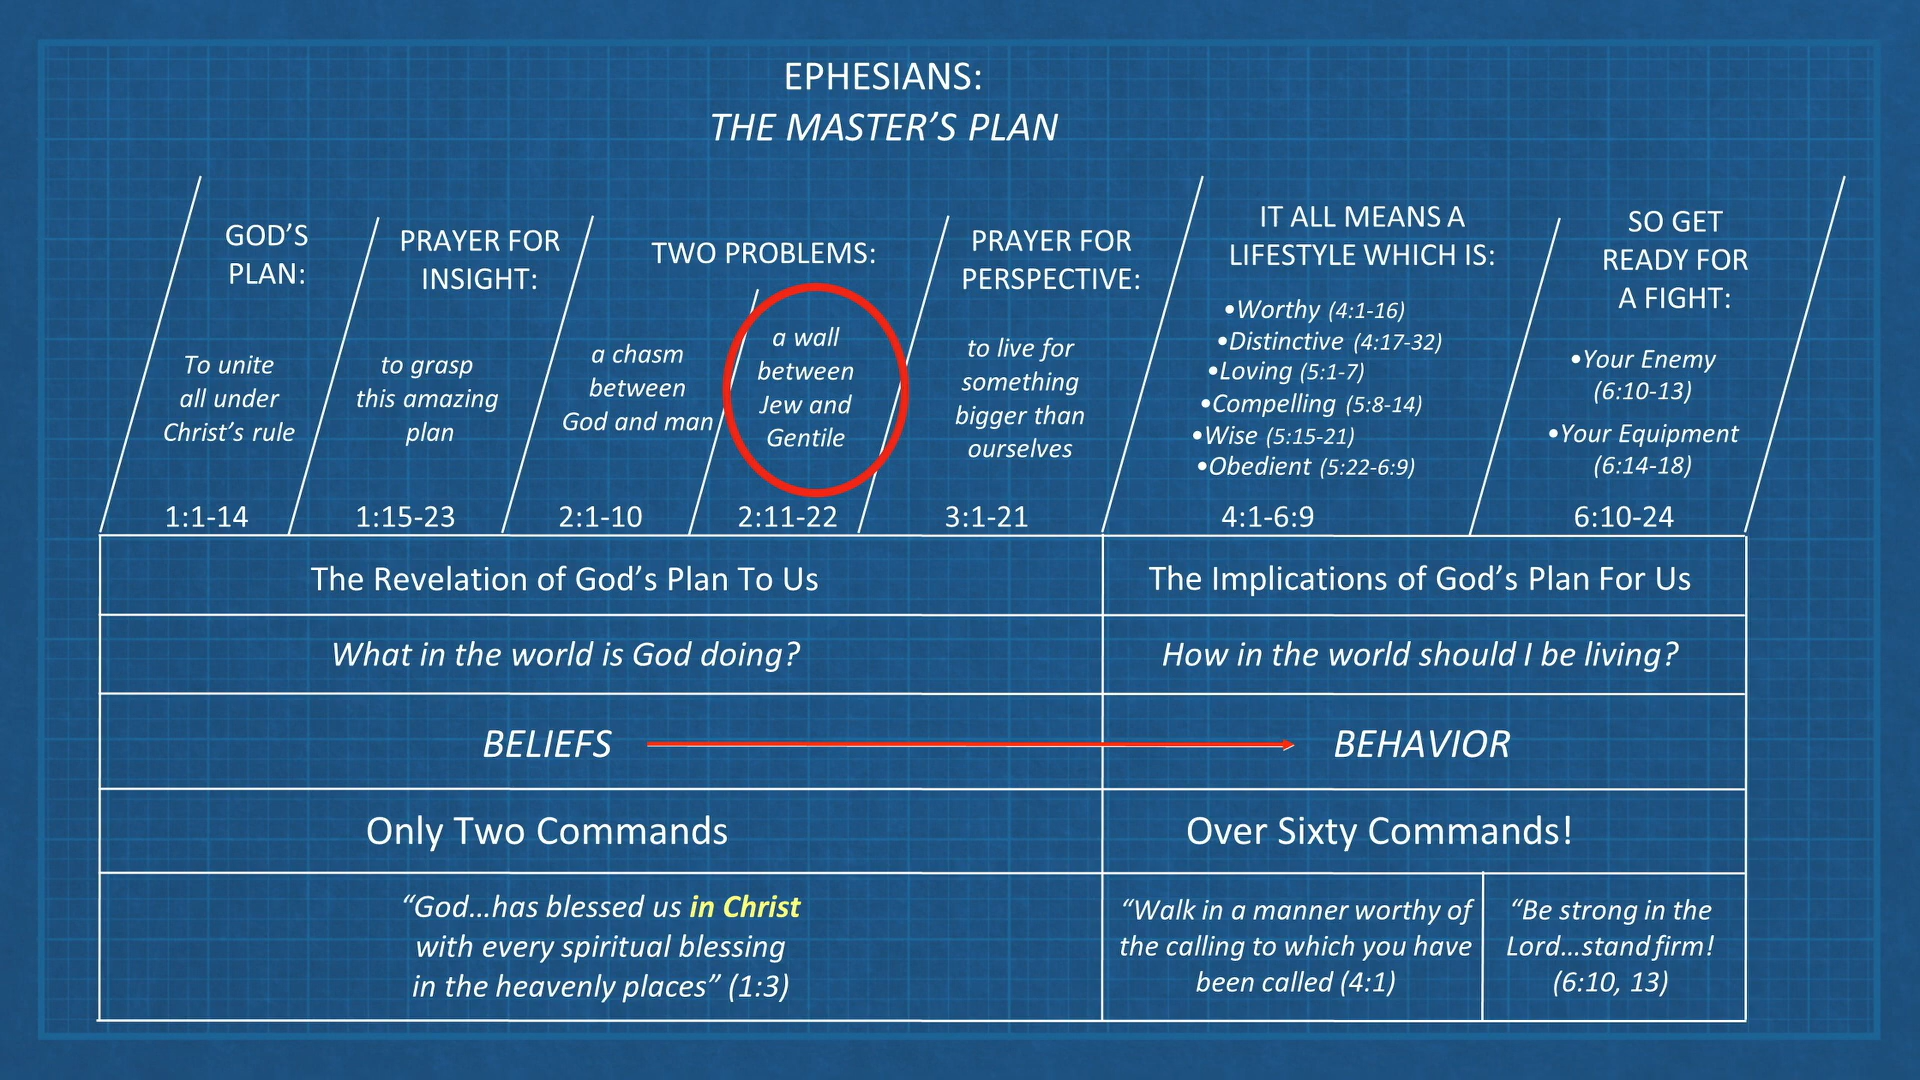 EPHESIANS:
THE MASTER’S PLAN
GOD’S
PLAN:
To unite
all under
Christ’s rule
1:1-14
PRAYER FOR
INSIGHT:
to grasp
this amazing
plan
1:15-23
TWO PROBLEMS:
a chasm
between
God and man
2:1-10
a wall
between
Jew and
Gentile
2:11-22
PRAYER FOR
PERSPECTIVE:
to live for
something
bigger than
ourselves
3:1-21
IT ALL MEANS A
LIFESTYLE WHICH IS:
•Worthy (4:1-16)
•Distinctive (4:17-32)
•Loving (5:1-7)
•Compelling (5:8-14)
•Wise (5:15-21)
•Obedient (5:22-6:9)
4:1-6:9
SO GET
READY FOR
A FIGHT:
•Your Enemy
(6:10-13)
•Your Equipment
(6:14-18)
6:10-24
The Revelation of God’s Plan To Us
The Implications of God’s Plan For Us
What in the world is God doing?
How in the world should I be living?
BELIEFS
BEHAVIOR
Only Two Commands
Over Sixty Commands!
“God…has blessed us in Christ
with every spiritual blessing
in the heavenly places” (1:3)
“Walk in a manner worthy of
the calling to which you have
been called (4:1)
“Be strong in the
Lord…stand firm!
(6:10, 13)